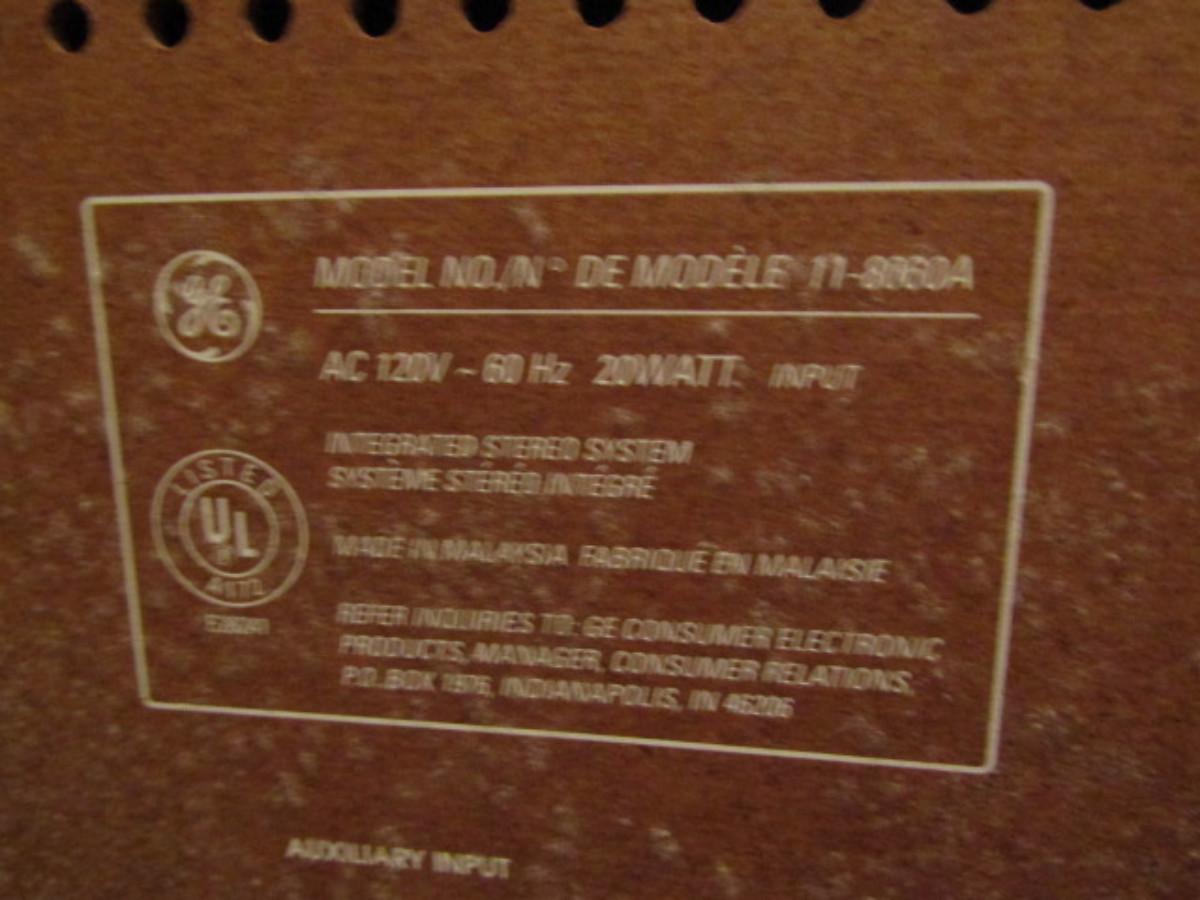 GE
MODEL NO./N° DE MODÈLE 11-8060A
AC 120V ~ 60 Hz 20WATT INPUT
INTEGRATED STEREO SYSTEM
SYSTÈME STÉRÉO INTÉGRÉ
LISTED
UL
MADE IN MALAYSIA FABRIQUÉ EN MALAISIE
REFER INQUIRIES TO: GE CONSUMER ELECTRONIC
PRODUCTS, MANAGER, CONSUMER RELATIONS,
P.O. BOX 1976, INDIANAPOLIS, IN 46206
AUXILIARY INPUT